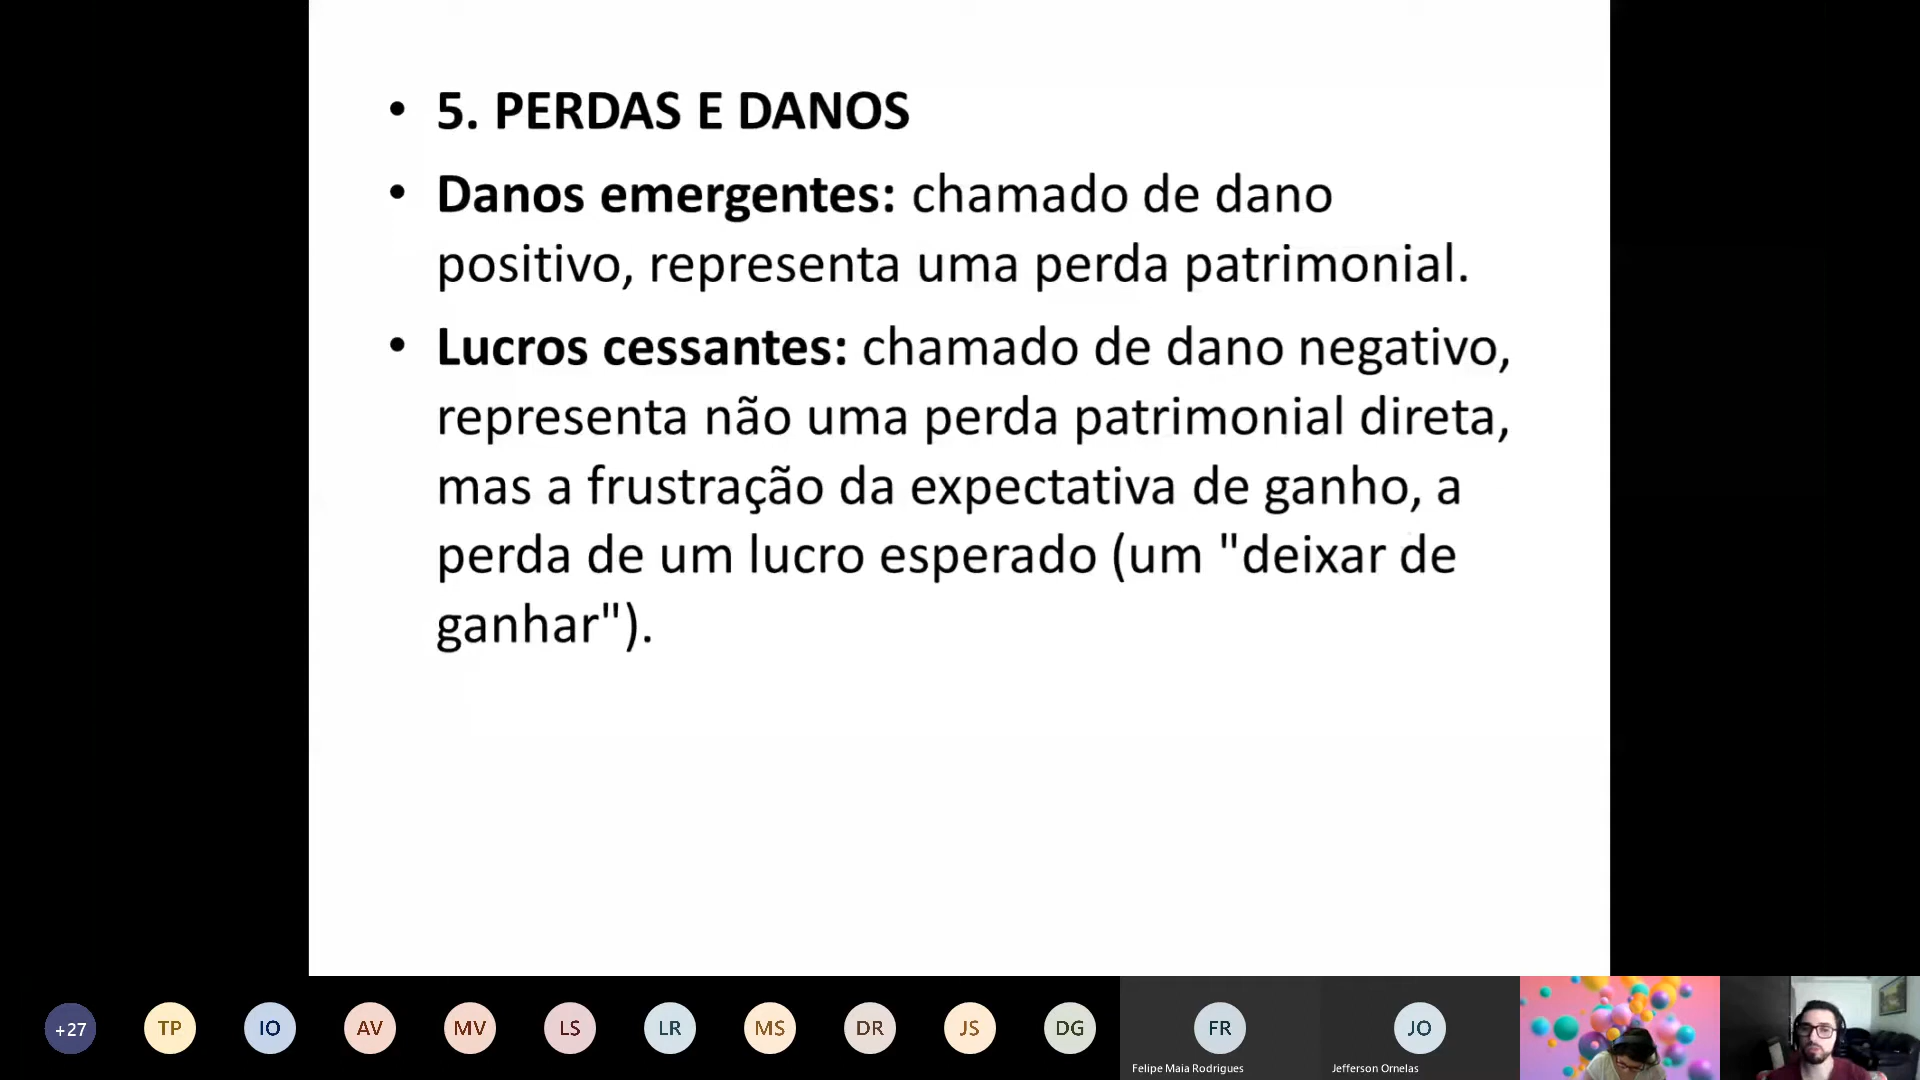 • 5. PERDAS E DANOS
• Danos emergentes: chamado de dano
positivo, representa uma perda patrimonial.
• Lucros cessantes: chamado de dano negativo,
representa não uma perda patrimonial direta,
mas a frustração da expectativa de ganho, a
perda de um lucro esperado (um "deixar de
ganhar").
+27 TP IO AV MV LS LR MS DR JS DG FR JO
Felipe Maia Rodrigues Jefferson Ornelas